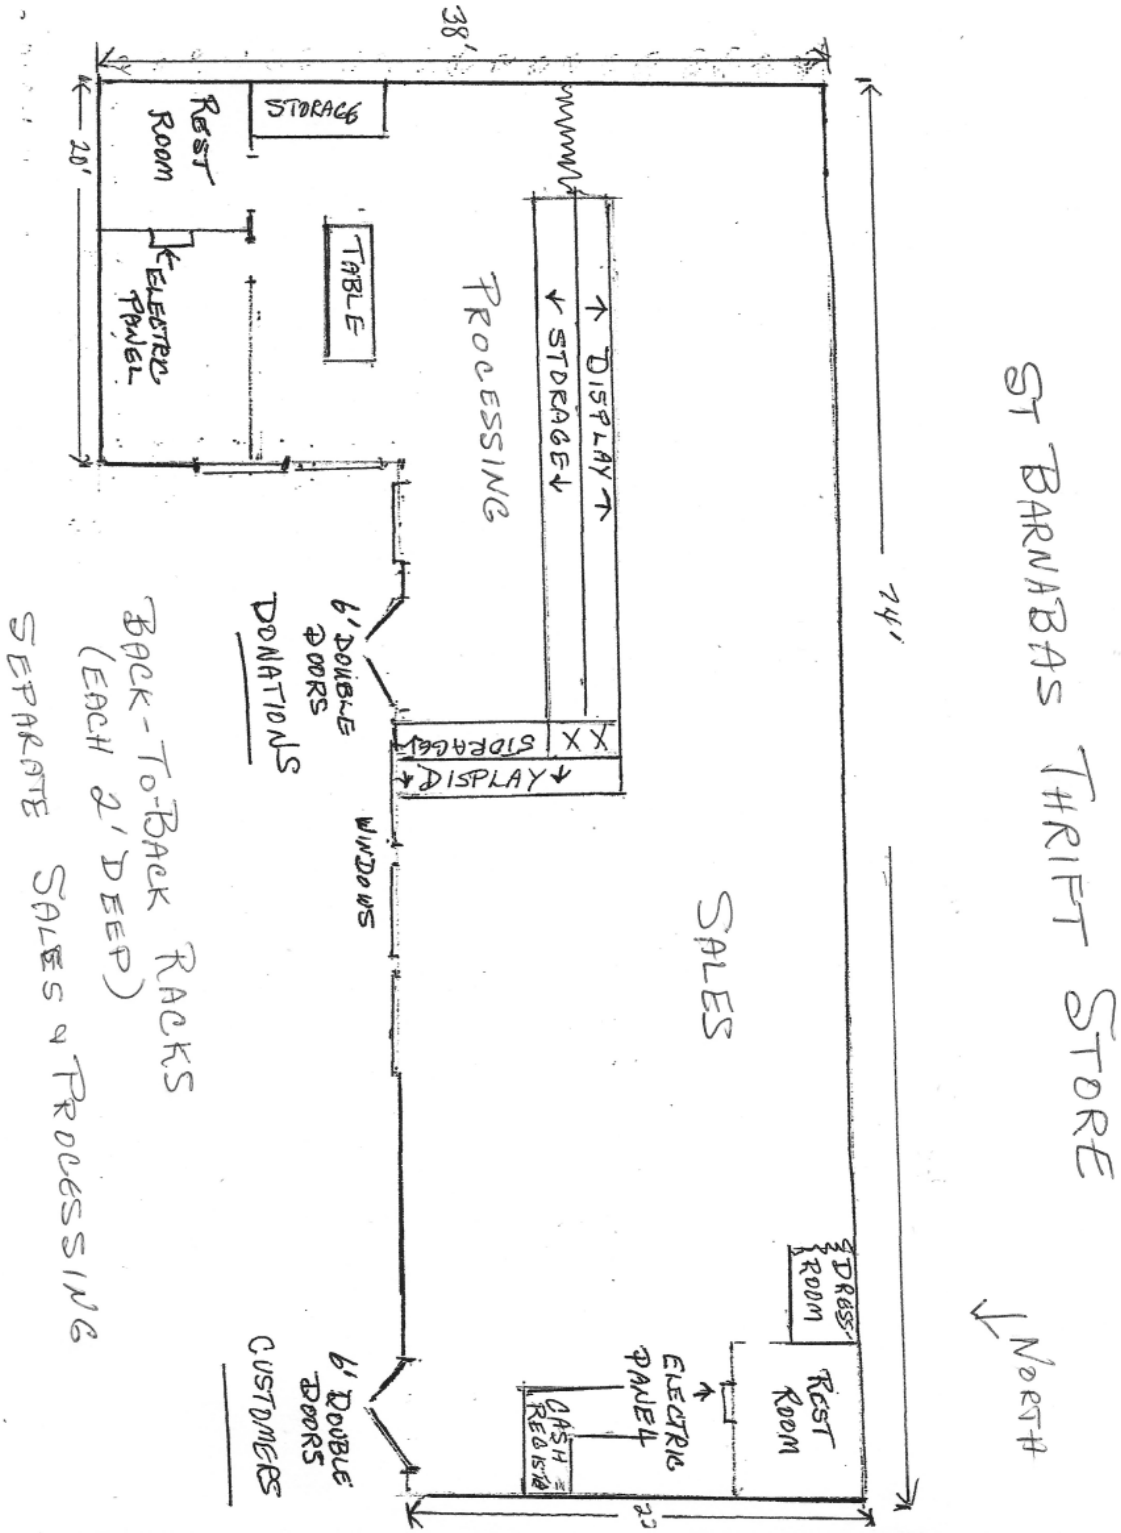 ST BARNABAS THRIFT STORE
↙ NORTH
74'
38'
20'
REST
ROOM
STORAGE
←ELECTRIC
PANEL
TABLE
PROCESSING
↑ DISPLAY ↑
↓ STORAGE ↓
X X
STORAGE
↓ DISPLAY ↓
6' DOUBLE
DOORS
DONATIONS
WINDOWS
SALES
DRESS
ROOM
REST
ROOM
ELECTRIC
PANEL
CASH
6' DOUBLE
DOORS
CUSTOMERS
BACK-TO-BACK RACKS
(EACH 2' DEEP)
SEPARATE SALES & PROCESSING